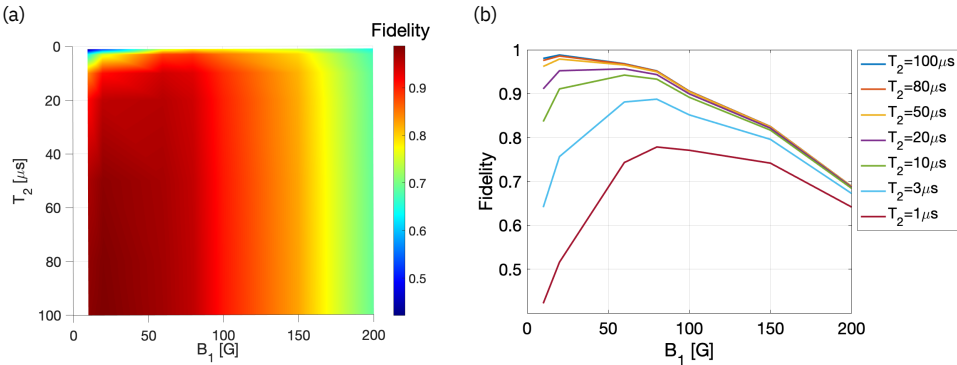 (a)
Fidelity
0
20
40
60
80
100
T2 [μs]
0
50
100
150
200
B1 [G]
0.9
0.8
0.7
0.6
0.5
(b)
1
0.9
0.8
0.7
0.6
0.5
Fidelity
0
50
100
150
200
B1 [G]
T2=100μs
T2=80μs
T2=50μs
T2=20μs
T2=10μs
T2=3μs
T2=1μs